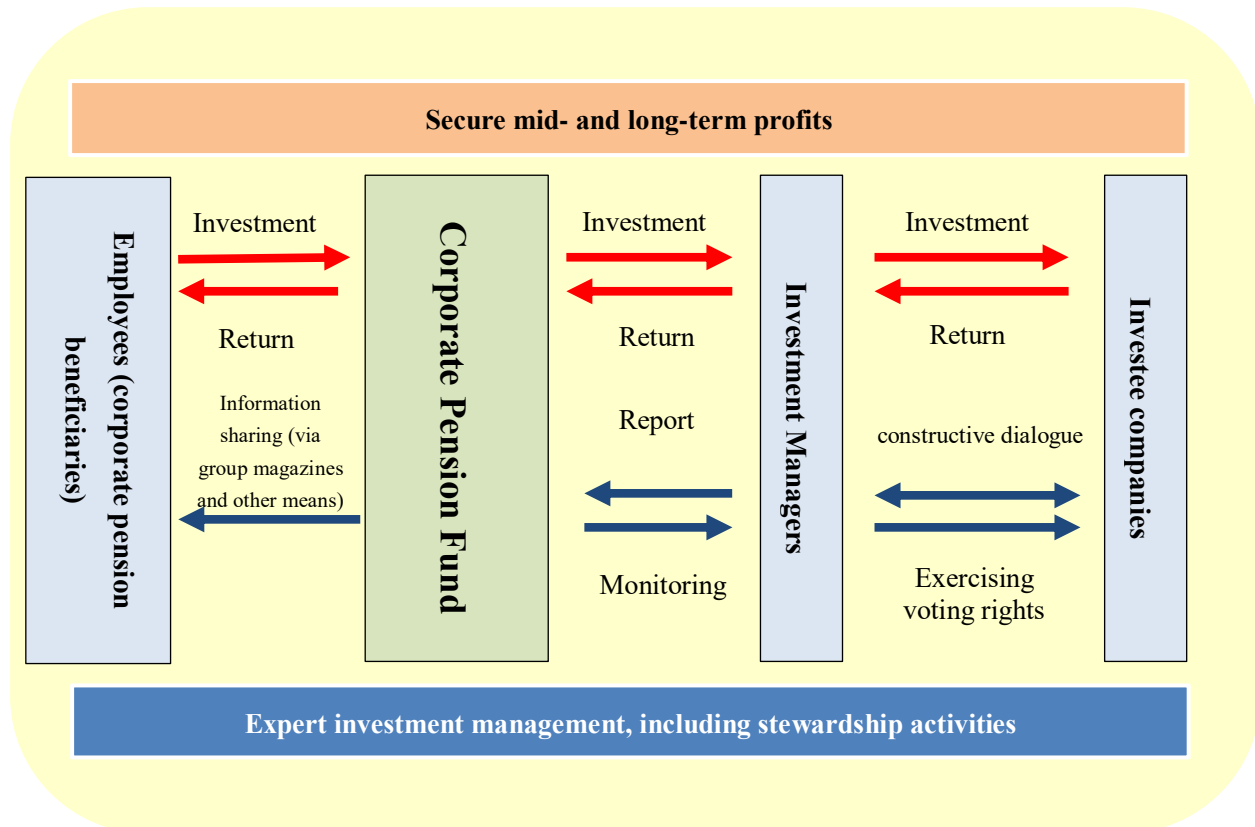 Secure mid- and long-term profits
Employees (corporate pension
beneficiaries)
Investment
Return
Information
sharing (via
group magazines
and other means)
Corporate Pension Fund
Investment
Return
Report
Monitoring
Investment Managers
Investment
Return
constructive dialogue
Exercising
voting rights
Investee companies
Expert investment management, including stewardship activities